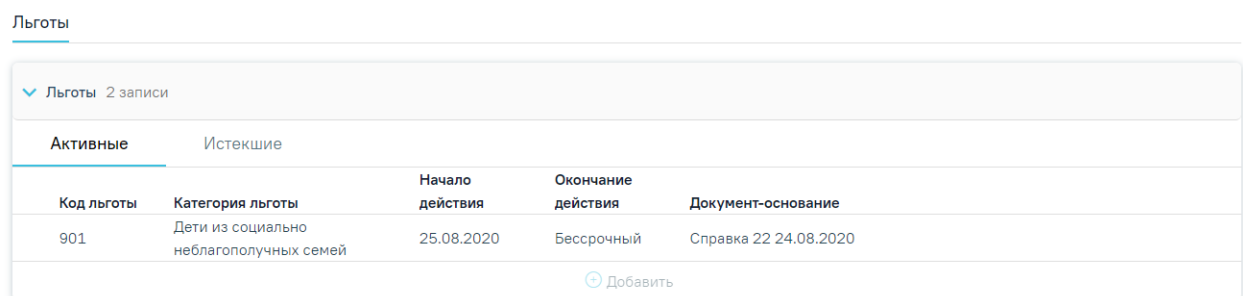 Льготы
Льготы 2 записи
Активные Истекшие
Код льготы Категория льготы Начало действия Окончание действия Документ-основание
901 Дети из социально неблагополучных семей 25.08.2020 Бессрочный Справка 22 24.08.2020
Добавить